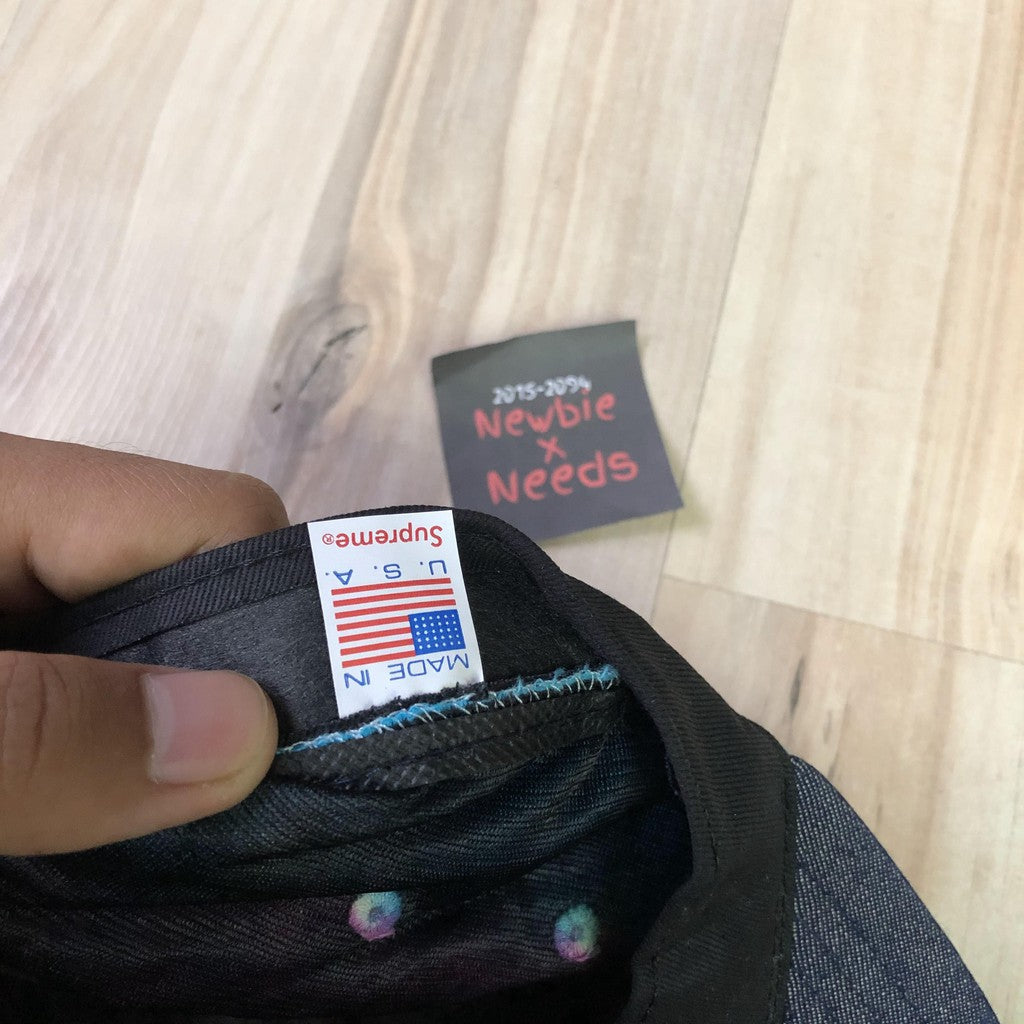 2015-2094
Newbie
x
Needs
MADE IN
U.S.A.
Supreme®